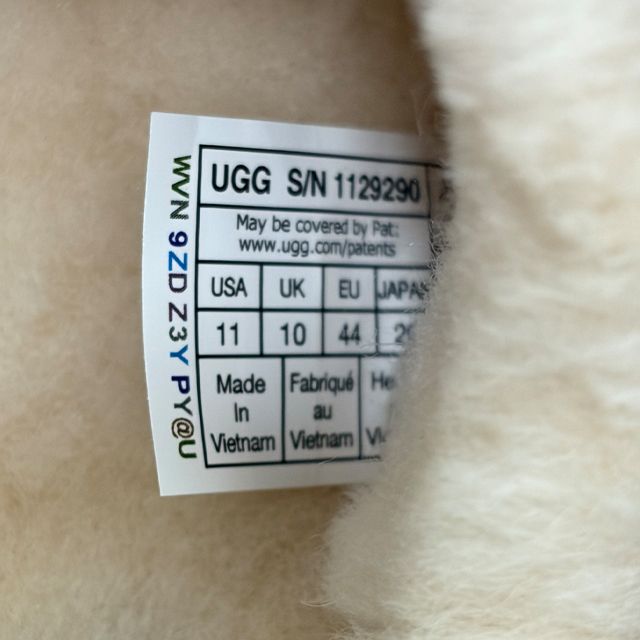 UGG S/N 1129290
May be covered by Pat:
www.ugg.com/patents
USA UK EU JAPAN
11 10 44
Made In Vietnam
Fabriqué au Vietnam
WVN 9ZD Z3Y PY@U